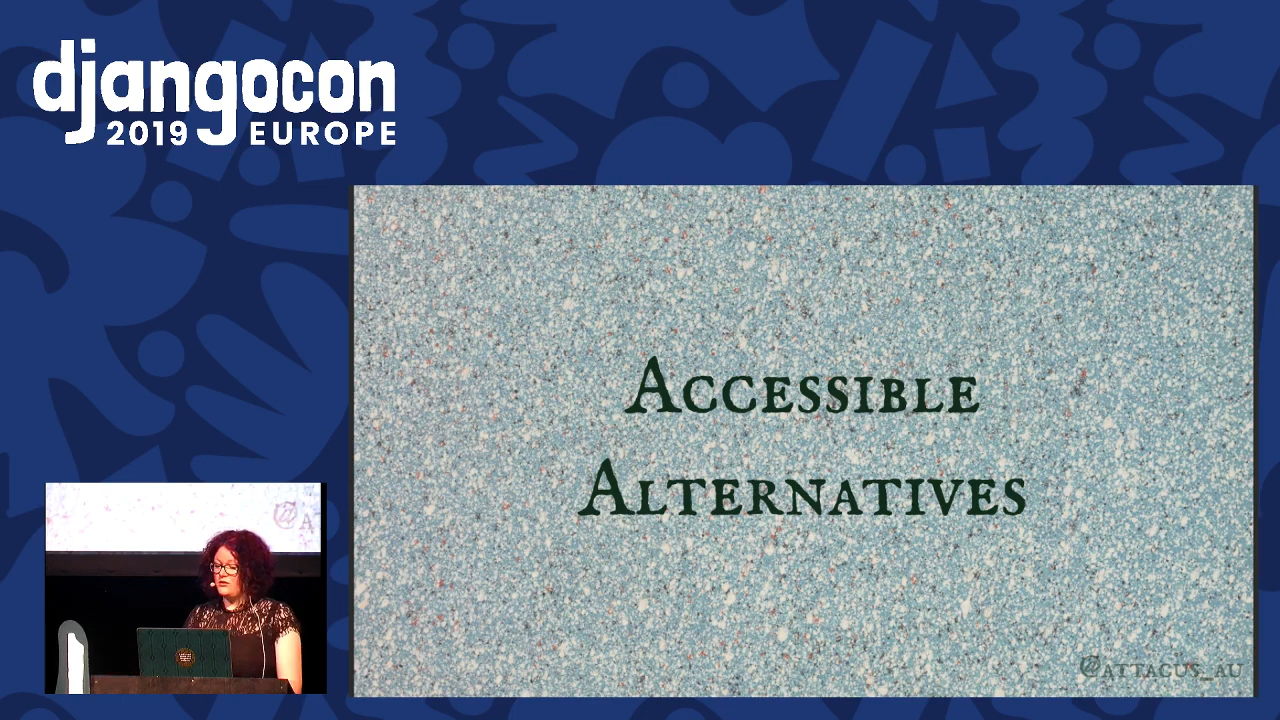 djangocon
2019 EUROPE
Accessible
Alternatives
@attacus_au